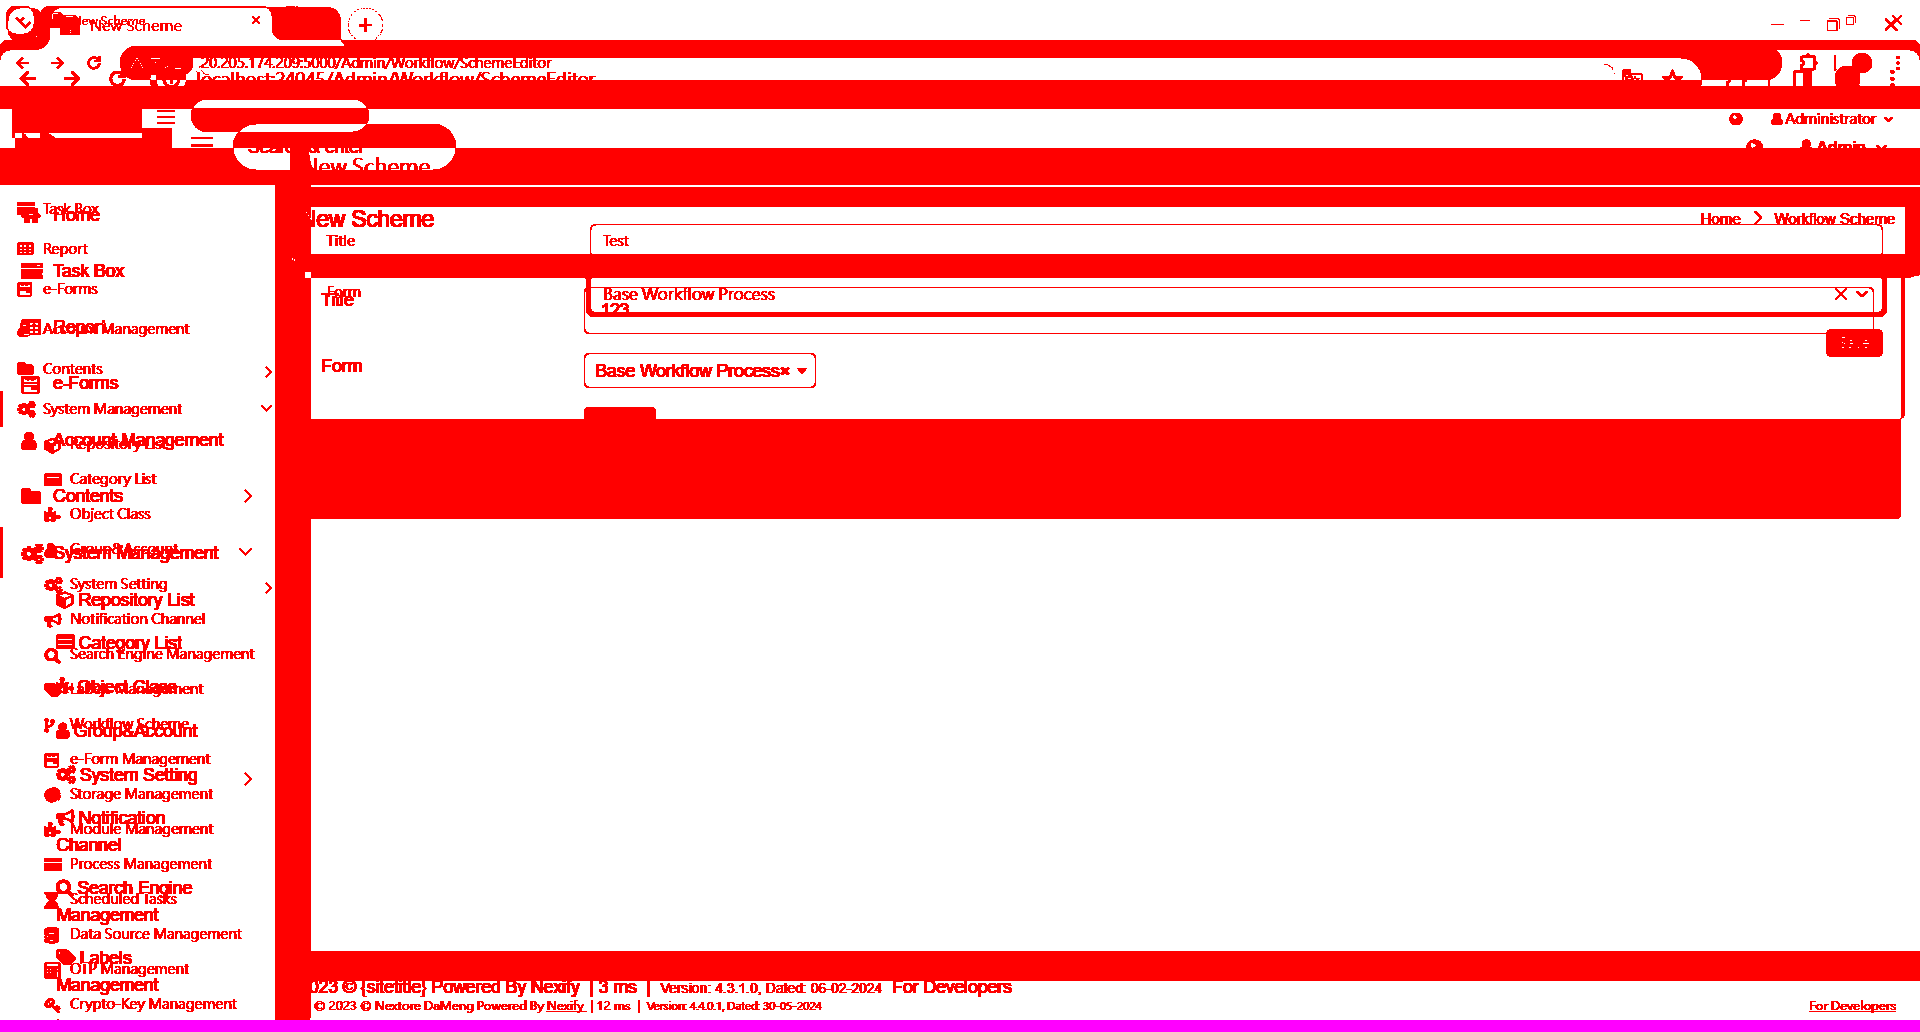 New Scheme
New Scheme
20.205.174.209:5000/Admin/Workflow/SchemeEditor
localhost:24045/Admin/Workflow/SchemeEditor
Administrator
Admin
New Scheme
Task Box
Home
New Scheme
Home > Workflow Scheme
Title
Test
Report
Task Box
e-Forms
Form
Base Workflow Process
Title
123
Account Management
Report
Save
Contents
Form
Base Workflow Process×
e-Forms
System Management
Account Management
Repository List
Category List
Contents
Object Class
Group&Account
System Management
System Setting
Repository List
Notification Channel
Category List
Search Engine Management
Object Class
Label Management
Workflow Scheme
Group&Account
e-Form Management
System Setting
Storage Management
Notification
Module Management
Channel
Process Management
Search Engine
Scheduled Tasks
Management
Data Source Management
Labels
OTP Management
Management
Crypto-Key Management
023 © {sitetitle} Powered By Nexify | 3 ms | Version: 4.3.1.0, Dated: 06-02-2024 For Developers
© 2023 © Nextore DaMeng Powered By Nexify | 12 ms | Version: 4.4.0.1, Dated: 30-05-2024
For Developers